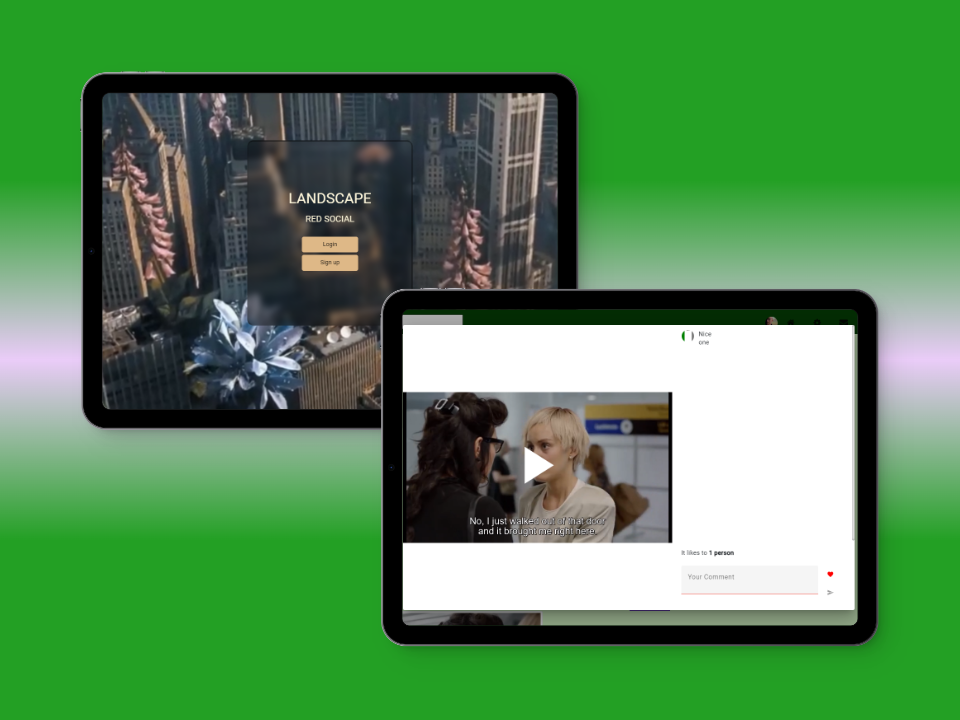 LANDSCAPE
RED SOCIAL
Login
Sign up
Nice
one
No, I just walked out of that door
and it brought me right here.
It likes to 1 person
Your Comment